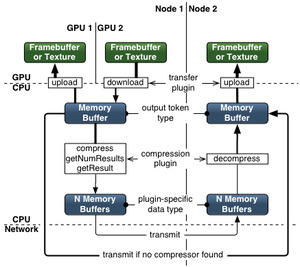 Node 1
Node 2
GPU 1
GPU 2
Framebuffer
or Texture
Framebuffer
or Texture
Framebuffer
or Texture
GPU
CPU
upload
download
transfer
plugin
upload
Memory
Buffer
output token
type
Memory
Buffer
compress
getNumResults
getResult
compression
plugin
decompress
N Memory
Buffers
plugin-specific
data type
N Memory
Buffers
CPU
Network
transmit
transmit if no compressor found